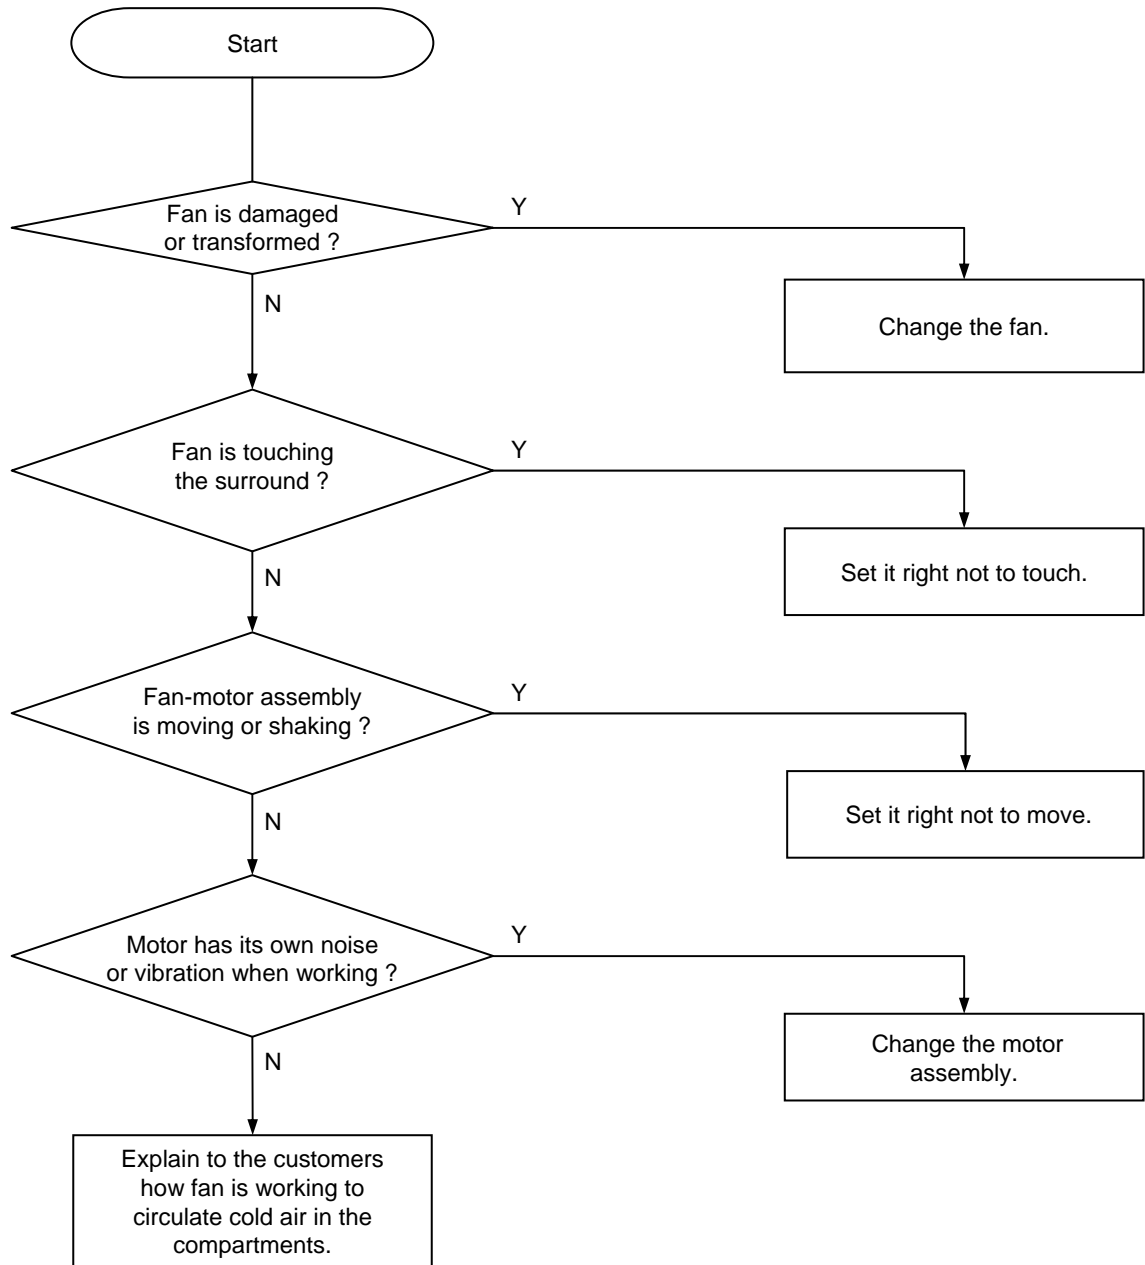 Start
Fan is damaged
or transformed ?
Y
Change the fan.
N
Fan is touching
the surround ?
Y
Set it right not to touch.
N
Fan-motor assembly
is moving or shaking ?
Y
Set it right not to move.
N
Motor has its own noise
or vibration when working ?
Y
Change the motor
assembly.
N
Explain to the customers
how fan is working to
circulate cold air in the
compartments.